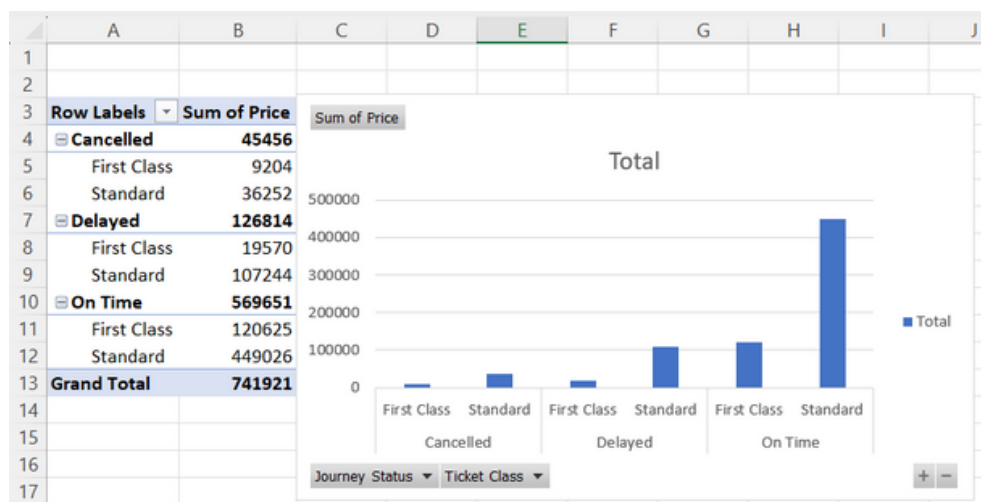 A B C D E F G H I J
1
2
3 Row Labels Sum of Price
4 Cancelled 45456
5 First Class 9204
6 Standard 36252
7 Delayed 126814
8 First Class 19570
9 Standard 107244
10 On Time 569651
11 First Class 120625
12 Standard 449026
13 Grand Total 741921
14
15
16
17
Sum of Price
Total
500000
400000
300000
200000
100000
0
Total
First Class Standard First Class Standard First Class Standard
Cancelled Delayed On Time
Journey Status Ticket Class + −